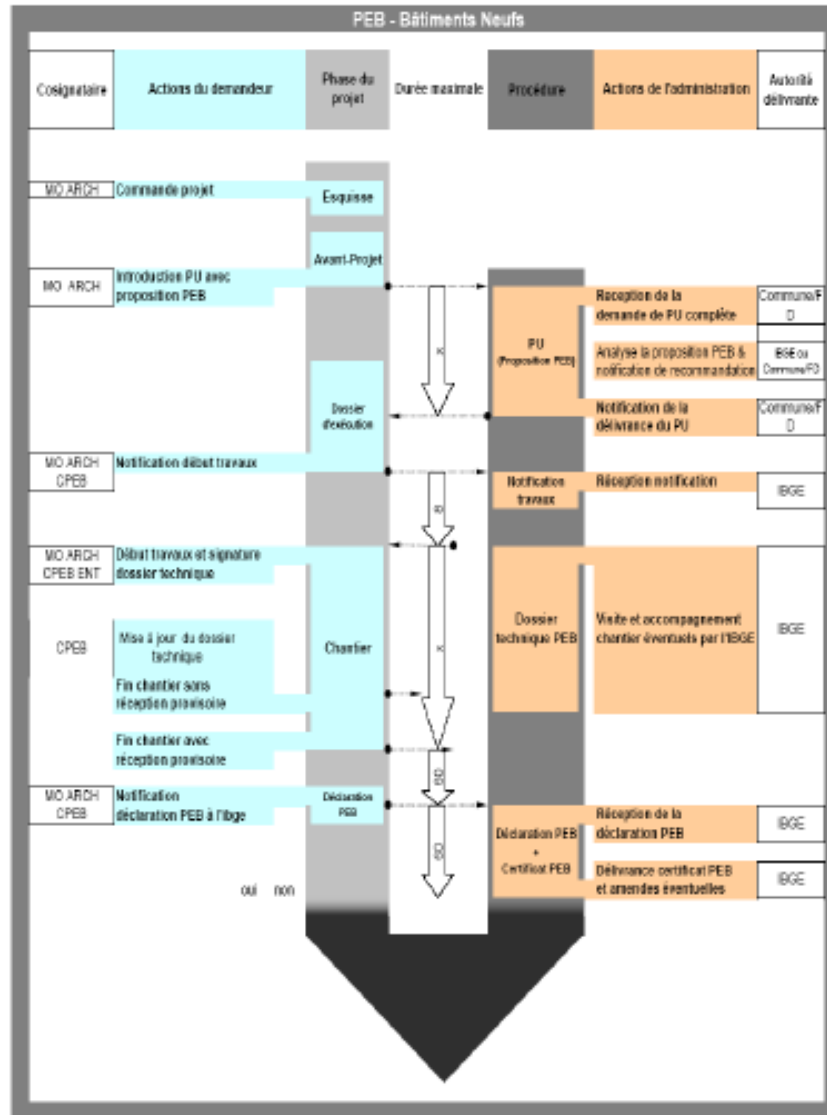 PEB - Bâtiments Neufs
Cosignataire
Actions du demandeur
Phase du
projet
Durée maximale
Procédure
Actions de l'administration
Autorité
délivrante
MO ARCH
Commande projet
Esquisse
Avant-Projet
MO ARCH
Introduction PU avec
proposition PEB
PU
(Proposition PEB)
Reception de la
demande de PU complète
Commune/F
D
x
Analyse la proposition PEB &
notification de recommandation
IBGE ou
Commune/FD
Dossier
d'exécution
Notification de la
délivrance du PU
Commune/F
D
MO ARCH
CPEB
Notification début travaux
Notification
travaux
Réception notification
IBGE
MO ARCH
CPEB ENT
Début travaux et signature
dossier technique
Chantier
x
Dossier
technique PEB
Visite et accompagnement
chantier éventuels par l'IBGE
IBGE
CPEB
Mise à jour du dossier
technique
Fin chantier sans
réception provisoire
Fin chantier avec
réception provisoire
MO ARCH
CPEB
Notification
déclaration PEB à l'Ibge
Déclaration
PEB
Déclaration PEB
+
Certificat PEB
Réception de la
déclaration PEB
IBGE
Délivrance certificat PEB
et amendes éventuelles
IBGE
oui non